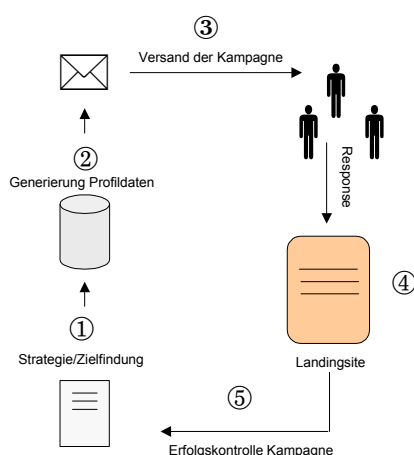 ③
Versand der Kampagne
②
Generierung Profildaten
Response
④
①
Strategie/Zielfindung
Landingsite
⑤
Erfolgskontrolle Kampagne